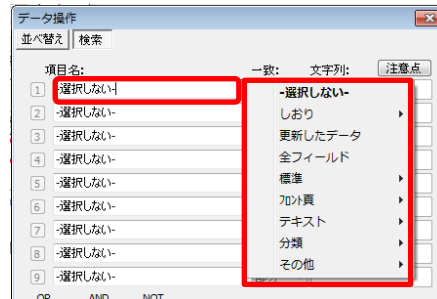 データ操作
並べ替え 検索
項目名: 一致: 文字列: 注意点
1 -選択しない- -選択しない-
2 -選択しない- しおり
3 -選択しない- 更新したデータ
4 -選択しない- 全フィールド
5 -選択しない- 標準
6 -選択しない- フロント頁
7 -選択しない- テキスト
8 -選択しない- 分類
9 -選択しない- その他
OR AND NOT